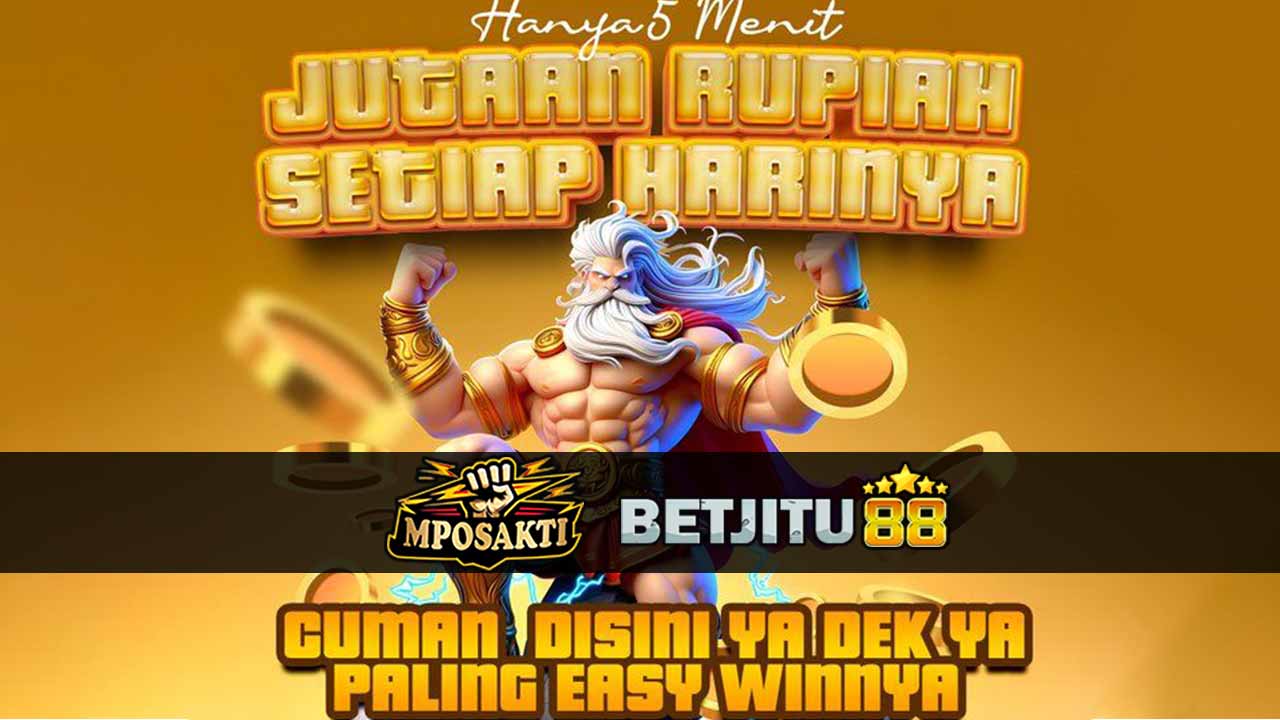 Hanya 5 Menit
JUTAAN RUPIAH
SETIAP HARINYA
MPOSAKTI
BETJITU88
CUMAN DISINI YA DEK YA
PALING EASY WINNYA